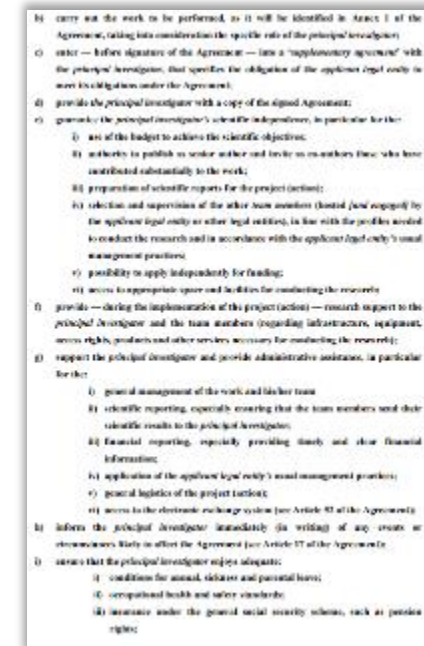 b) carry out the work to be performed, as it will be identified in Annex 1 of the
Agreement, taking into consideration the specific role of the principal investigator;
c) enter — before signature of the Agreement — into a 'supplementary agreement' with
the principal investigator, that specifies the obligation of the applicant legal entity to
meet its obligations under the Agreement;
d) provide the principal investigator with a copy of the signed Agreement;
e) guarantee the principal investigator's scientific independence, in particular for the:
i) use of the budget to achieve the scientific objectives;
ii) authority to publish as senior author and invite as co-authors those who have
contributed substantially to the work;
iii) preparation of scientific reports for the project (action);
iv) selection and supervision of the other team members (hosted [and engaged] by
the applicant legal entity or other legal entities), in line with the profiles needed
to conduct the research and in accordance with the applicant legal entity's usual
management practices;
v) possibility to apply independently for funding;
vi) access to appropriate space and facilities for conducting the research;
f) provide — during the implementation of the project (action) — research support to the
principal investigator and the team members (regarding infrastructure, equipment,
access rights, products and other services necessary for conducting the research);
g) support the principal investigator and provide administrative assistance, in particular
for the:
i) general management of the work and his/her team
ii) scientific reporting, especially ensuring that the team members send their
scientific results to the principal investigator;
iii) financial reporting, especially providing timely and clear financial
information;
iv) application of the applicant legal entity's usual management practices;
v) general logistics of the project (action);
vi) access to the electronic exchange system (see Article 52 of the Agreement);
h) inform the principal investigator immediately (in writing) of any events or
circumstances likely to affect the Agreement (see Article 17 of the Agreement);
i) ensure that the principal investigator enjoys adequate:
i) conditions for annual, sickness and parental leave;
ii) occupational health and safety standards;
iii) insurance under the general social security scheme, such as pension
rights;